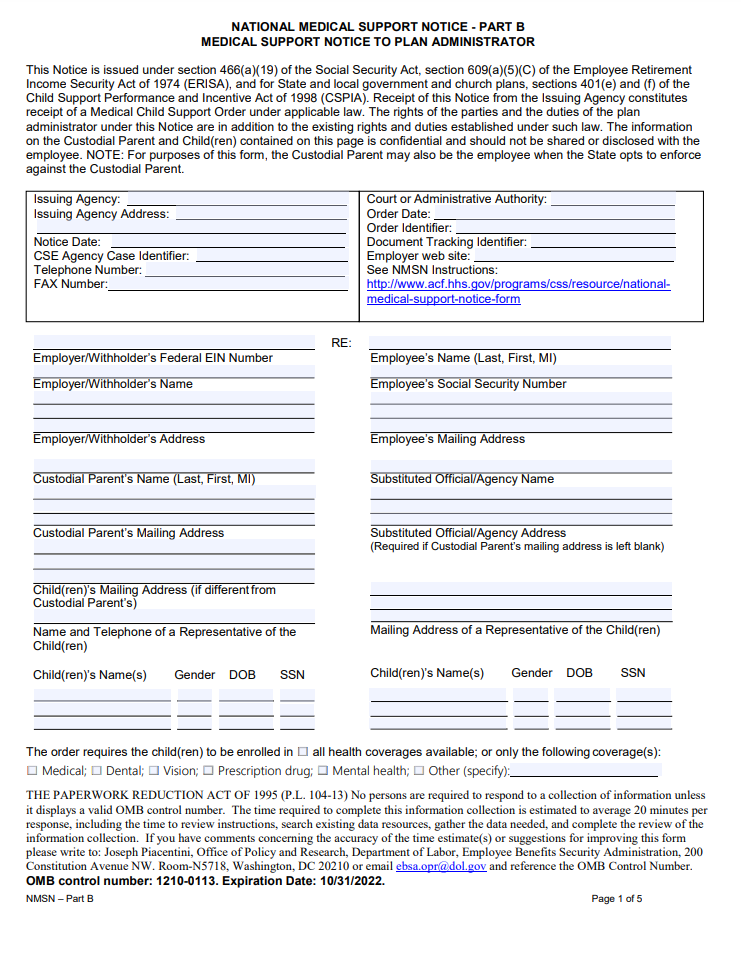 NATIONAL MEDICAL SUPPORT NOTICE - PART B
MEDICAL SUPPORT NOTICE TO PLAN ADMINISTRATOR
This Notice is issued under section 466(a)(19) of the Social Security Act, section 609(a)(5)(C) of the Employee Retirement
Income Security Act of 1974 (ERISA), and for State and local government and church plans, sections 401(e) and (f) of the
Child Support Performance and Incentive Act of 1998 (CSPIA). Receipt of this Notice from the Issuing Agency constitutes
receipt of a Medical Child Support Order under applicable law. The rights of the parties and the duties of the plan
administrator under this Notice are in addition to the existing rights and duties established under such law. The information
on the Custodial Parent and Child(ren) contained on this page is confidential and should not be shared or disclosed with the
employee. NOTE: For purposes of this form, the Custodial Parent may also be the employee when the State opts to enforce
against the Custodial Parent.
Issuing Agency:
Issuing Agency Address:
Notice Date:
CSE Agency Case Identifier:
Telephone Number:
FAX Number:
Court or Administrative Authority:
Order Date:
Order Identifier:
Document Tracking Identifier:
Employer web site:
See NMSN Instructions:
http://www.acf.hhs.gov/programs/css/resource/national-
medical-support-notice-form
RE:
Employer/Withholder's Federal EIN Number
Employee's Name (Last, First, MI)
Employer/Withholder's Name
Employee's Social Security Number
Employer/Withholder's Address
Employee's Mailing Address
Custodial Parent's Name (Last, First, MI)
Substituted Official/Agency Name
Custodial Parent's Mailing Address
Substituted Official/Agency Address
(Required if Custodial Parent's mailing address is left blank)
Child(ren)'s Mailing Address (if different from
Custodial Parent's)
Name and Telephone of a Representative of the
Child(ren)
Mailing Address of a Representative of the Child(ren)
Child(ren)'s Name(s) Gender DOB SSN
Child(ren)'s Name(s) Gender DOB SSN
The order requires the child(ren) to be enrolled in ☐ all health coverages available; or only the following coverage(s):
☐ Medical; ☐ Dental; ☐ Vision; ☐ Prescription drug; ☐ Mental health; ☐ Other (specify):
THE PAPERWORK REDUCTION ACT OF 1995 (P.L. 104-13) No persons are required to respond to a collection of information unless
it displays a valid OMB control number. The time required to complete this information collection is estimated to average 20 minutes per
response, including the time to review instructions, search existing data resources, gather the data needed, and complete the review of the
information collection. If you have comments concerning the accuracy of the time estimate(s) or suggestions for improving this form
please write to: Joseph Piacentini, Office of Policy and Research, Department of Labor, Employee Benefits Security Administration, 200
Constitution Avenue NW. Room-N5718, Washington, DC 20210 or email ebsa.opr@dol.gov and reference the OMB Control Number.
OMB control number: 1210-0113. Expiration Date: 10/31/2022.
NMSN – Part B
Page 1 of 5